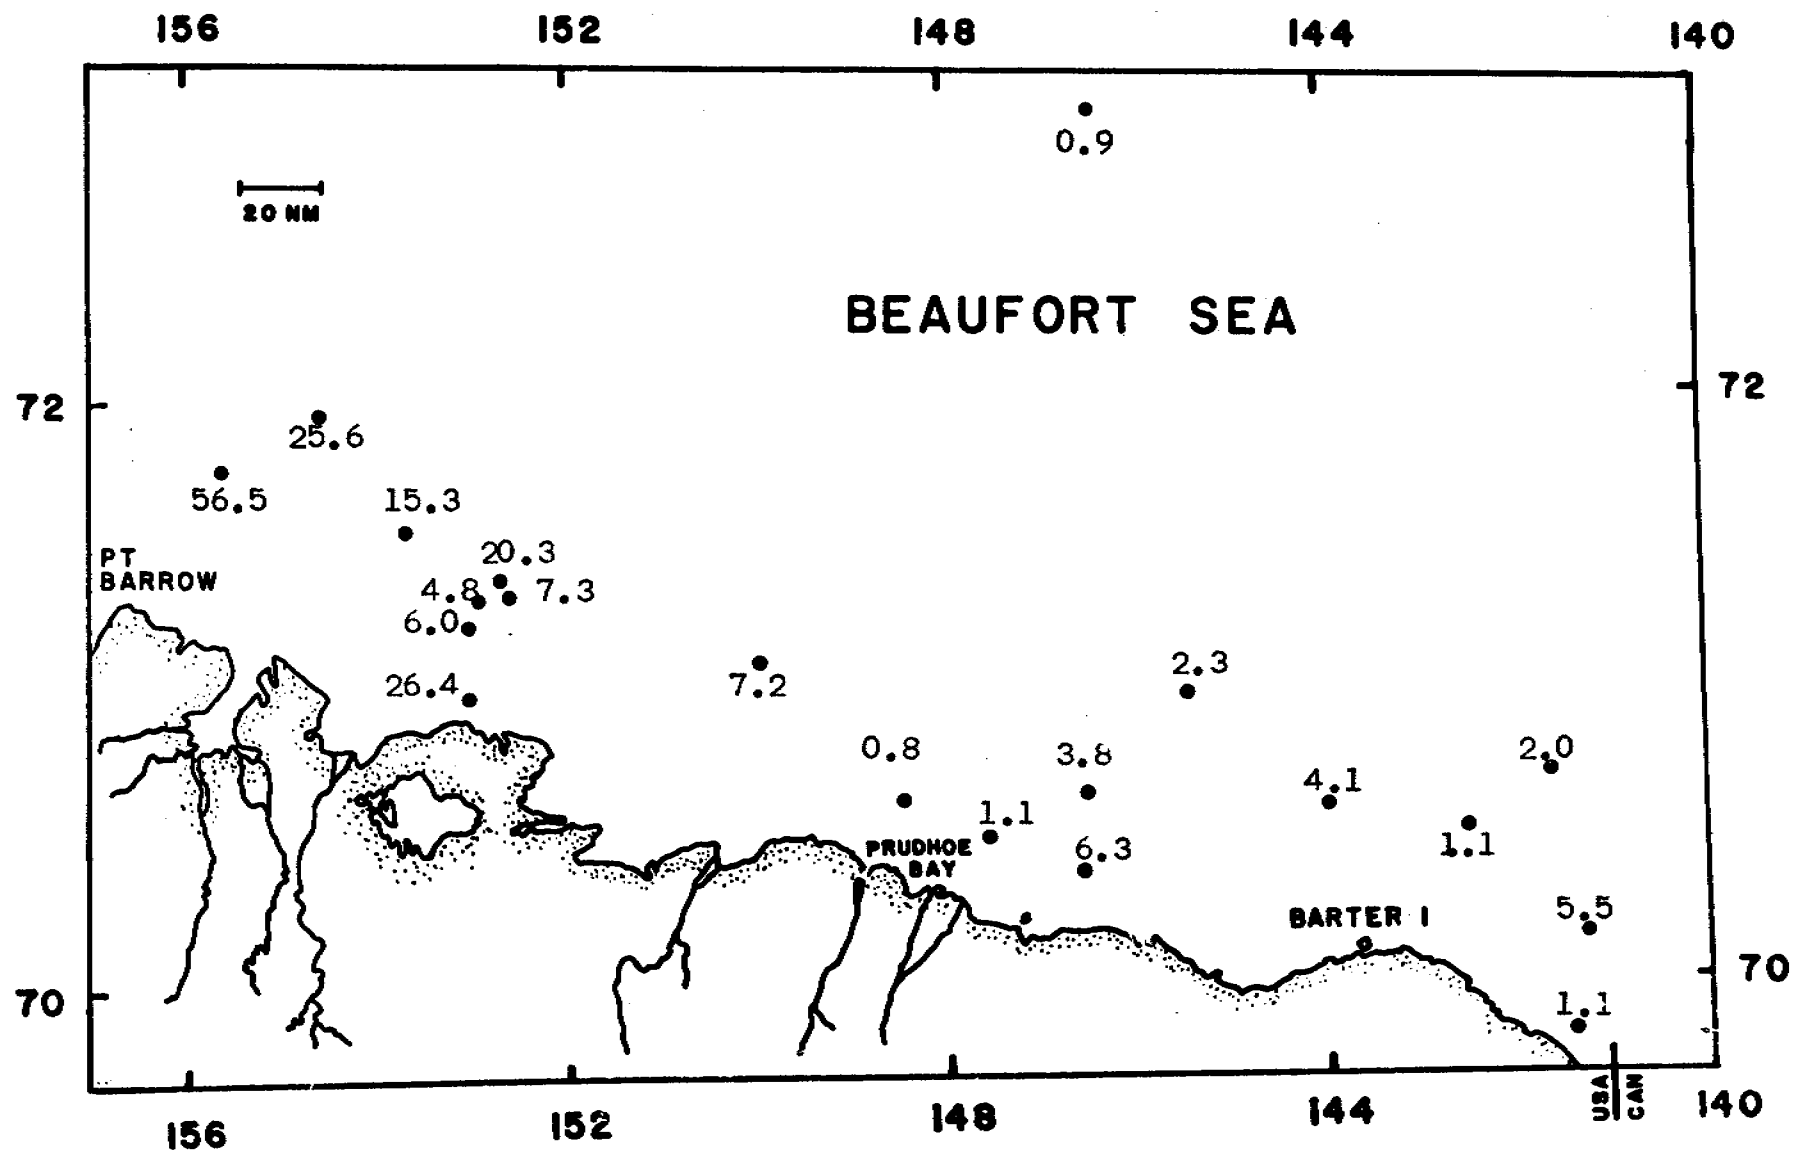 156 152 148 144 140
0.9
20 NM
BEAUFORT SEA
72 72
25.6
56.5 15.3
20.3
PT
BARROW
4.8 7.3
6.0
2.3
26.4 7.2
0.8 3.8 2.0
4.1
1.1
1.1
PRUDHOE
BAY
6.3
5.5
BARTER I
70 70
1.1
USA
CAN
156 152 148 144 140